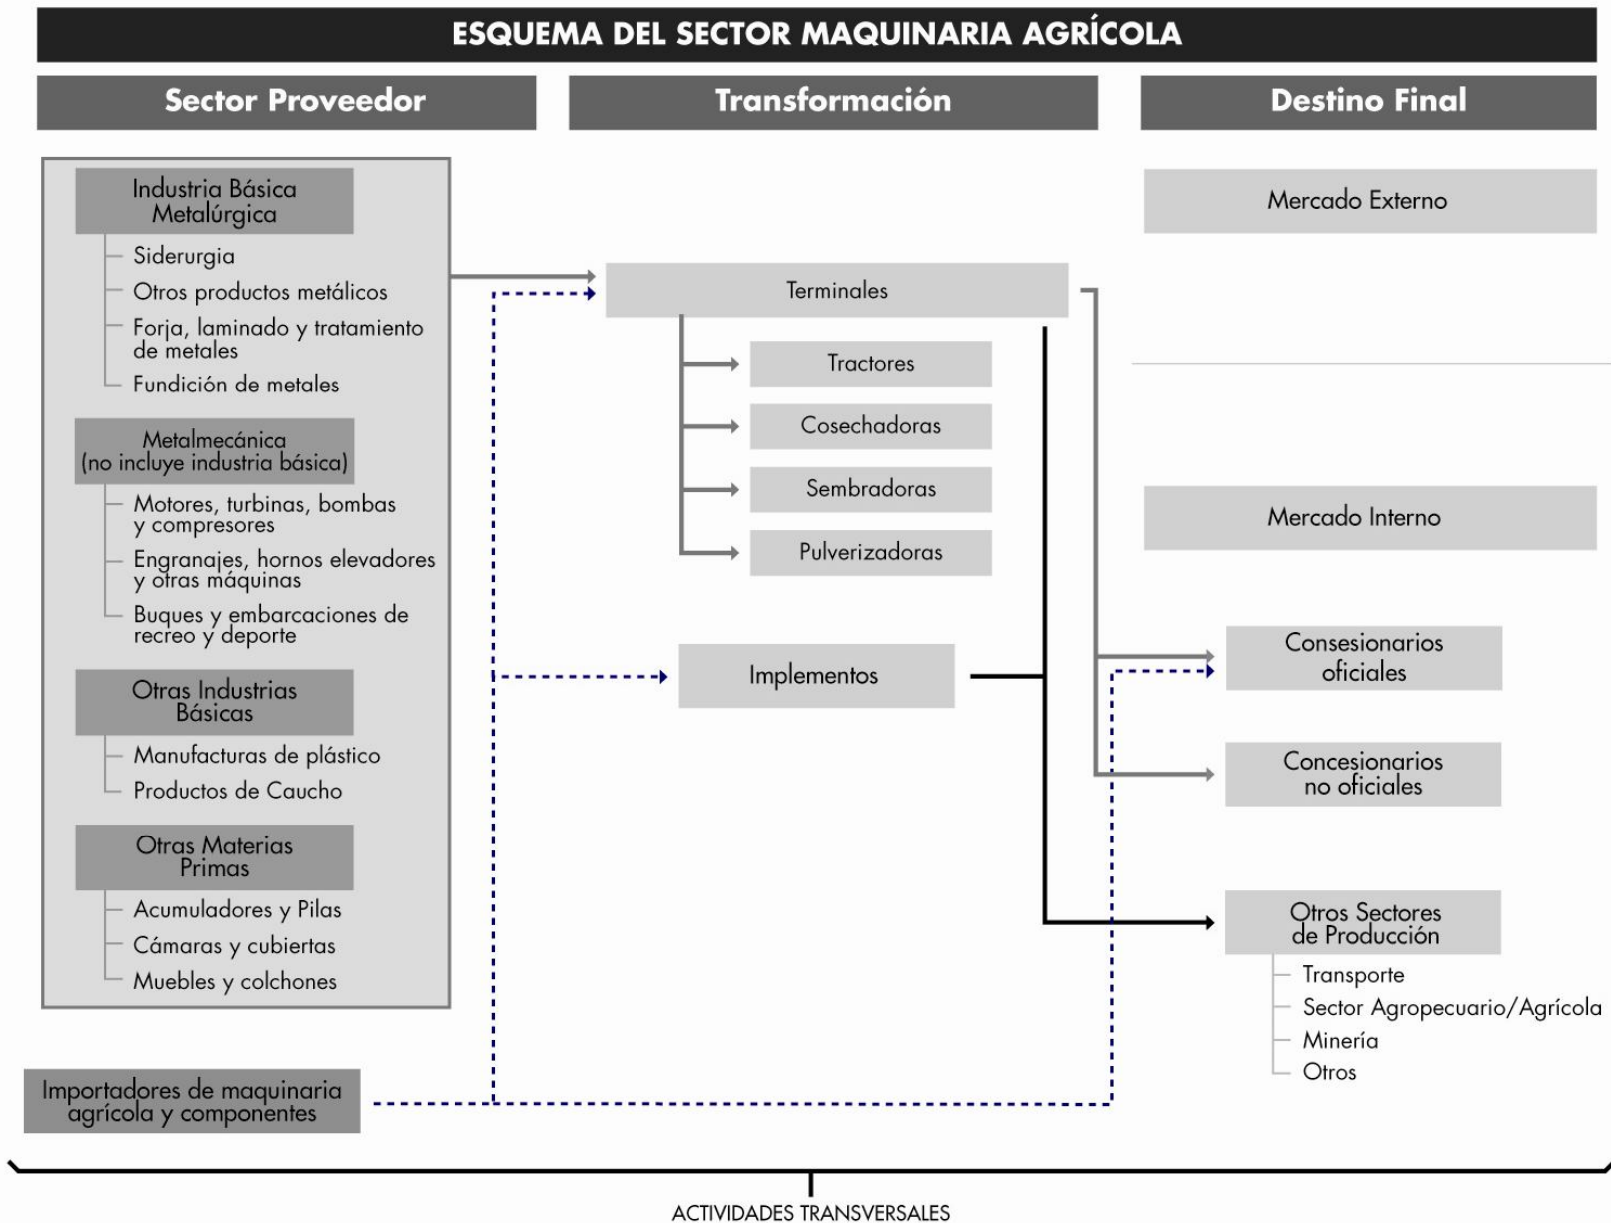 ESQUEMA DEL SECTOR MAQUINARIA AGRÍCOLA
Sector Proveedor
Industria Básica
Metalúrgica
Siderurgia
Otros productos metálicos
Forja, laminado y tratamiento
de metales
Fundición de metales
Metalmecánica
(no incluye industria básica)
Motores, turbinas, bombas
y compresores
Engranajes, hornos elevadores
y otras máquinas
Buques y embarcaciones de
recreo y deporte
Otras Industrias
Básicas
Manufacturas de plástico
Productos de Caucho
Otras Materias
Primas
Acumuladores y Pilas
Cámaras y cubiertas
Muebles y colchones
Importadores de maquinaria
agrícola y componentes
Transformación
Terminales
Tractores
Cosechadoras
Sembradoras
Pulverizadoras
Implementos
Destino Final
Mercado Externo
Mercado Interno
Consesionarios
oficiales
Concesionarios
no oficiales
Otros Sectores
de Producción
Transporte
Sector Agropecuario/Agrícola
Minería
Otros
ACTIVIDADES TRANSVERSALES